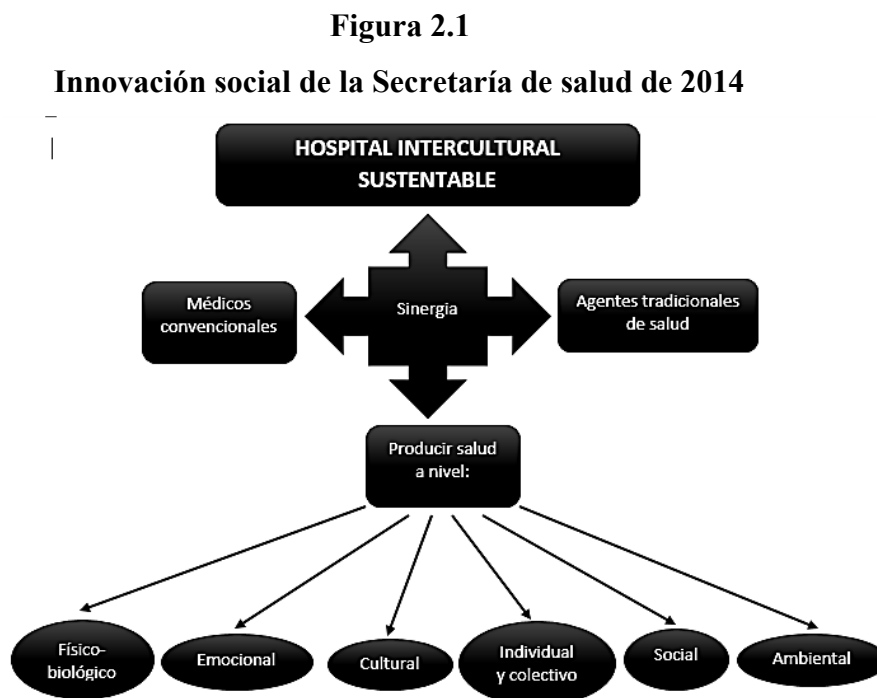 Figura 2.1
Innovación social de la Secretaría de salud de 2014
HOSPITAL INTERCULTURAL
SUSTENTABLE
Médicos
convencionales
Sinergia
Agentes tradicionales
de salud
Producir salud
a nivel:
Físico-
biológico
Emocional
Cultural
Individual
y colectivo
Social
Ambiental